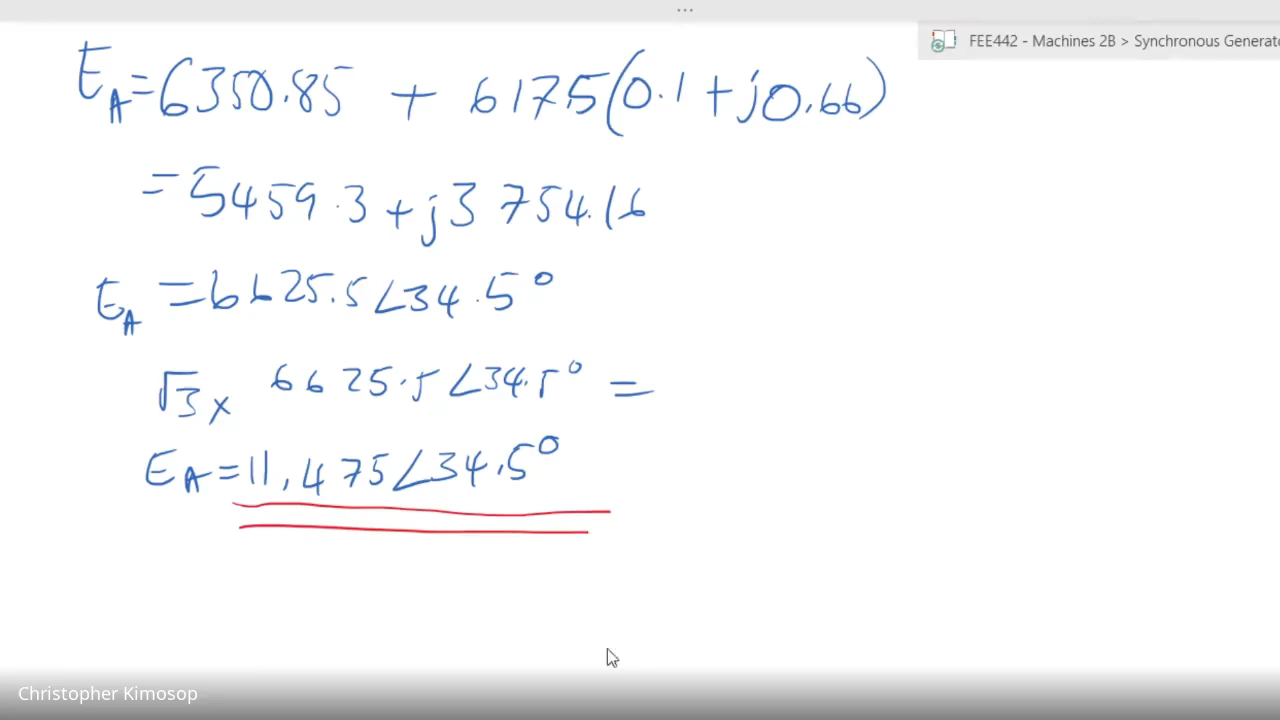 ...
FEE442 - Machines 2B > Synchronous Generato
E_A = 6350.85 + 6175(0.1 + j0.66)
= 5459.3 + j3754.16
E_A = 6625.5∠34.5°
√3 × 6625.5∠34.5° =
E_A = 11,475∠34.5°
Christopher Kimosop